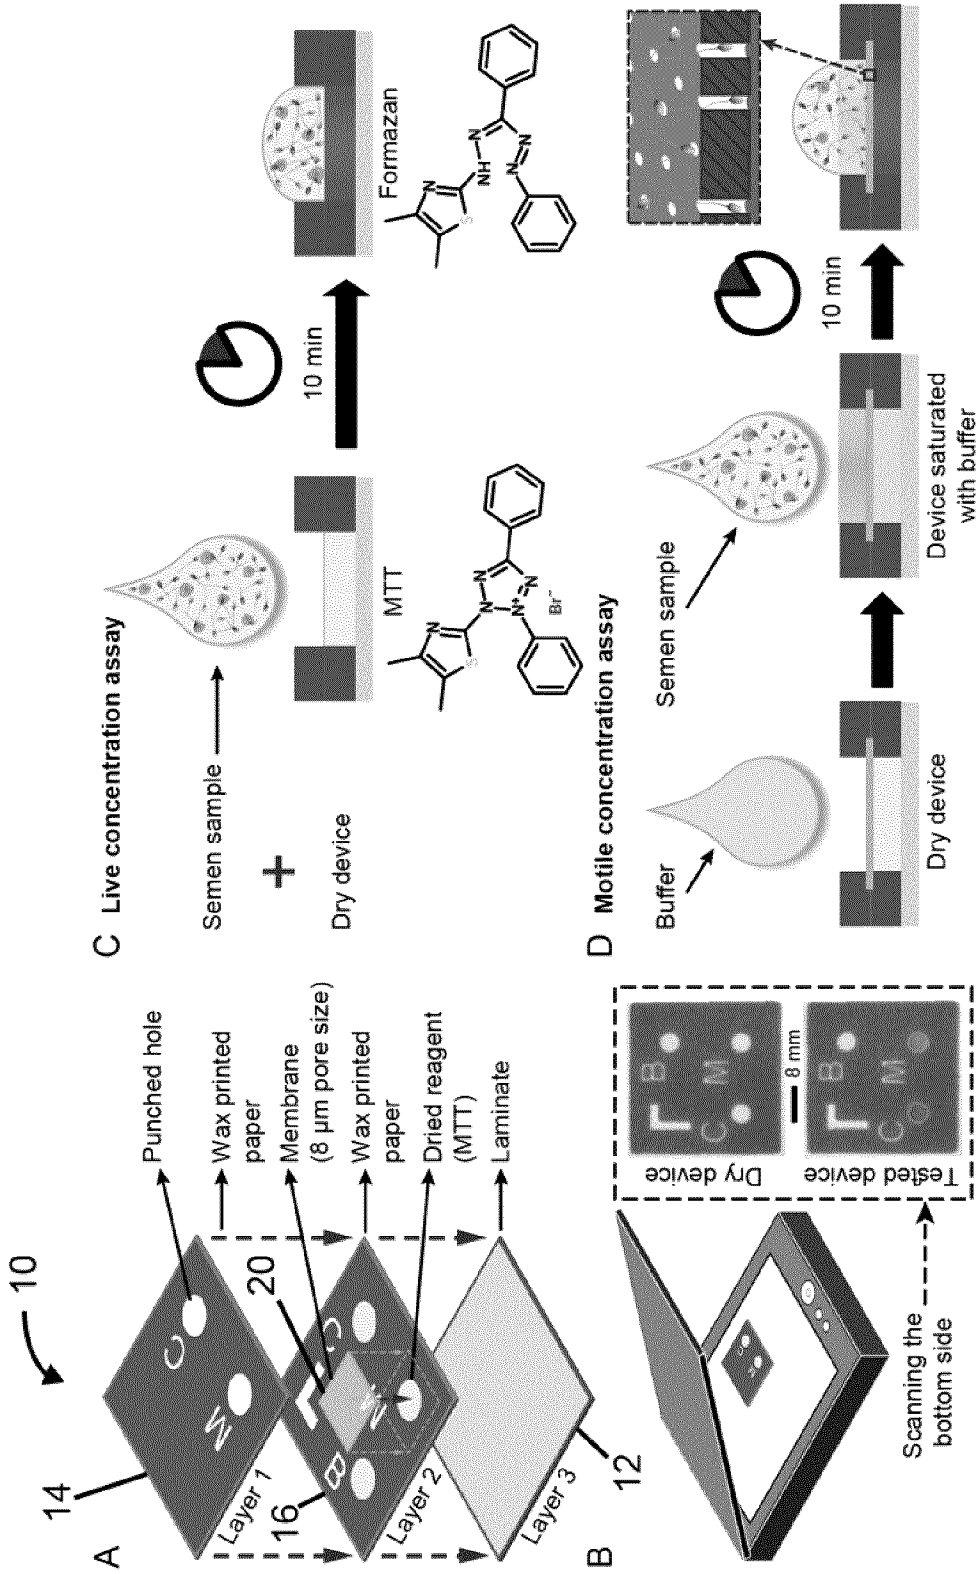 A
10
14
M
C
Layer 1
Punched hole
Wax printed
paper
20
Membrane
(8 µm pore size)
16
B
L
C
M
Layer 2
Wax printed
paper
Dried reagent
(MTT)
12
Layer 3
Laminate
B
Scanning the
bottom side
Dry device
L
B
C
M
8 mm
Tested device
L
B
C
M
C Live concentration assay
Semen sample
+
Dry device
MTT
N
S
N
N
N+
N
Br-
10 min
Formazan
N
S
NH
N
N
N
D Motile concentration assay
Buffer
Dry device
Semen sample
Device saturated
with buffer
10 min